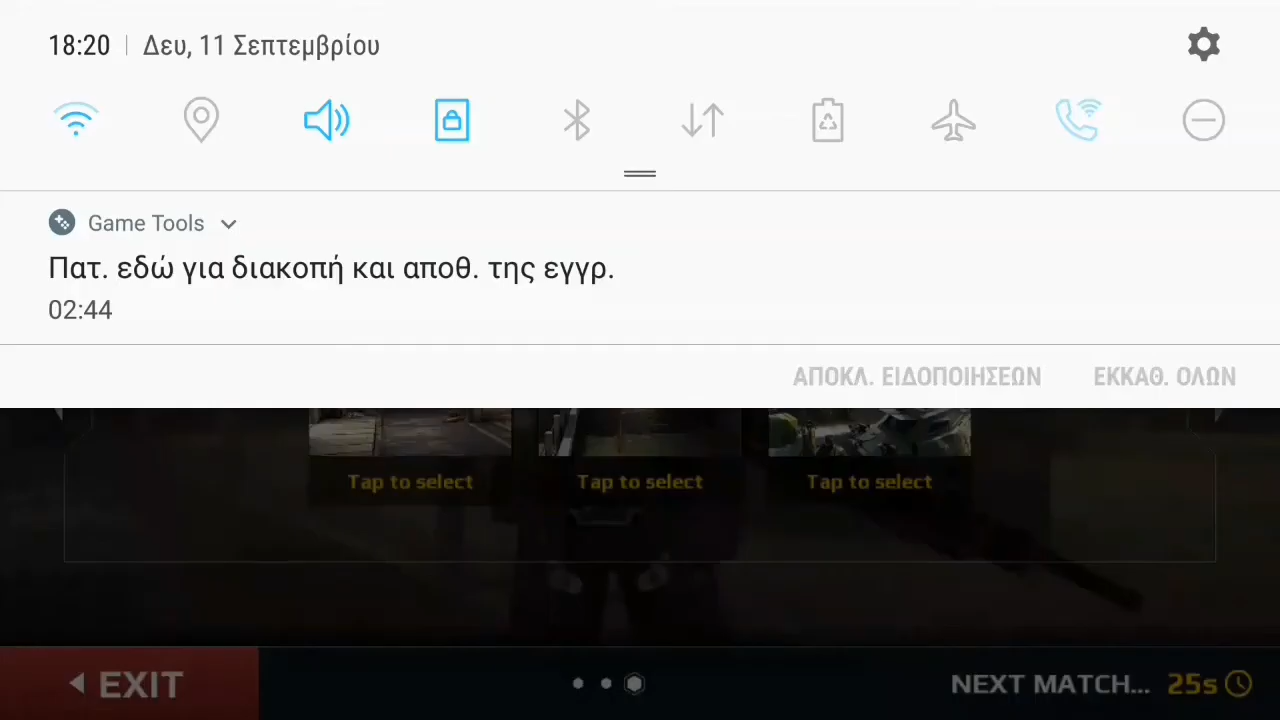 18:20 | Δευ, 11 Σεπτεμβρίου
Game Tools
Πατ. εδώ για διακοπή και αποθ. της εγγρ.
02:44
ΑΠΟΚΛ. ΕΙΔΟΠΟΙΗΣΕΩΝ ΕΚΚΑΘ. ΟΛΩΝ
Tap to select Tap to select Tap to select
EXIT NEXT MATCH... 25s